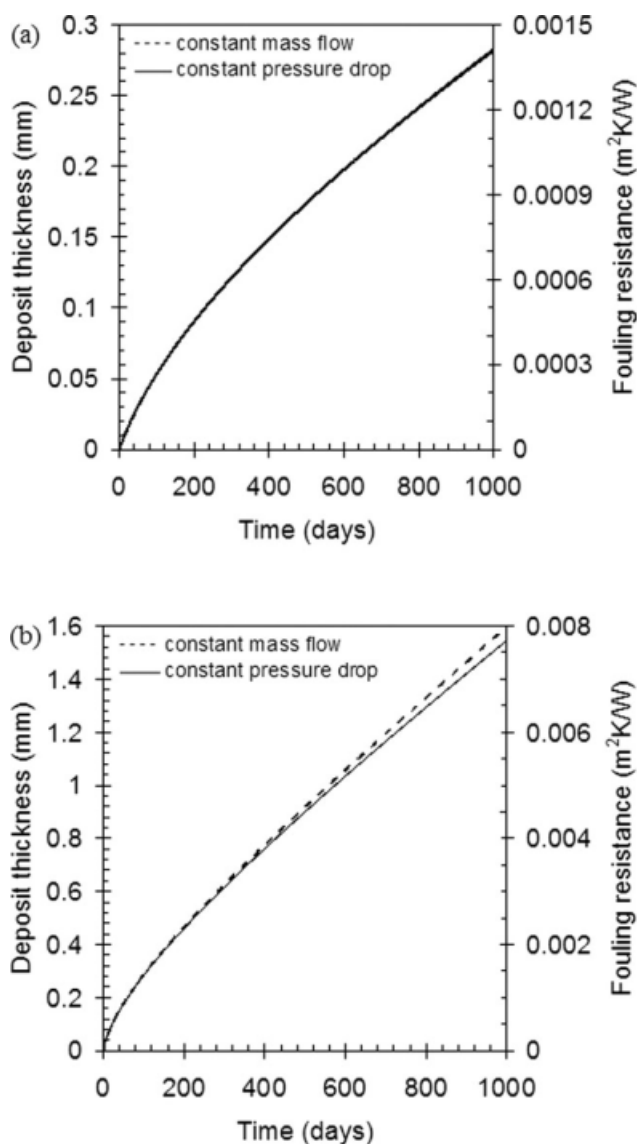 (a)
constant mass flow
constant pressure drop
Deposit thickness (mm)
0.3
0.25
0.2
0.15
0.1
0.05
0
Fouling resistance (m²K/W)
0.0015
0.0012
0.0009
0.0006
0.0003
0
0 200 400 600 800 1000
Time (days)
(b)
constant mass flow
constant pressure drop
Deposit thickness (mm)
1.6
1.4
1.2
1
0.8
0.6
0.4
0.2
0
Fouling resistance (m²K/W)
0.008
0.006
0.004
0.002
0
0 200 400 600 800 1000
Time (days)